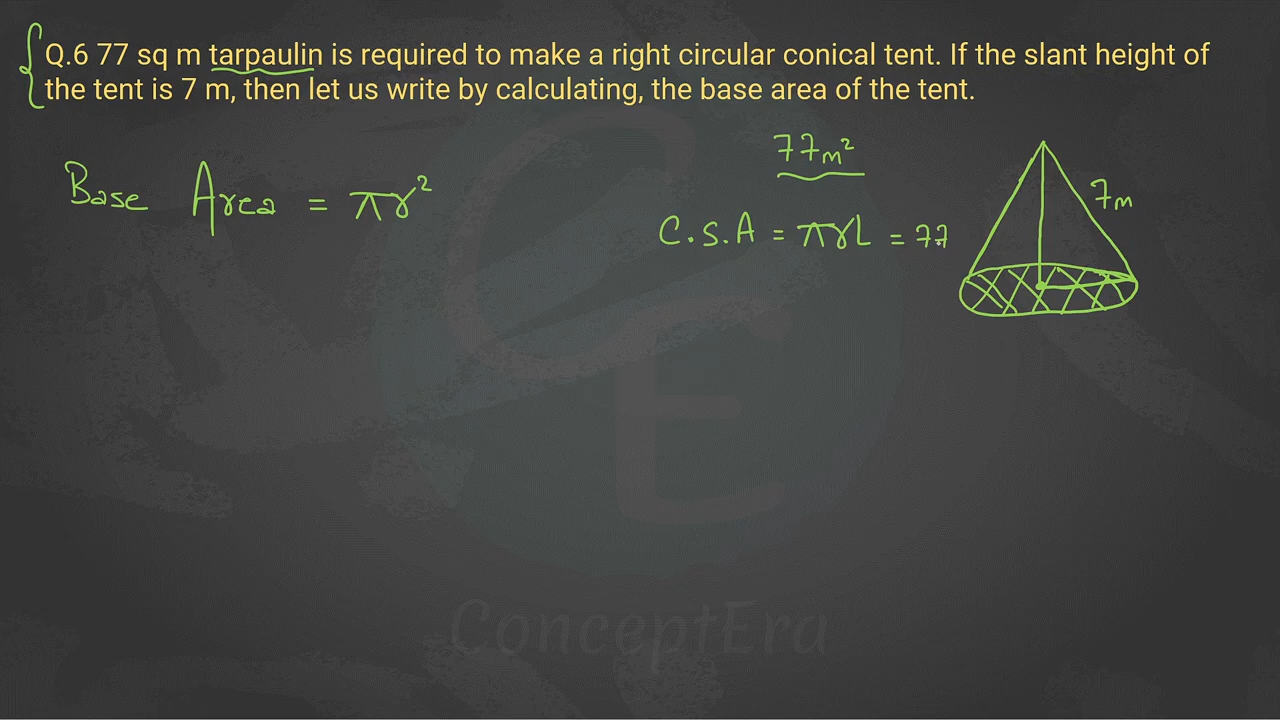 Q.6 77 sq m tarpaulin is required to make a right circular conical tent. If the slant height of
the tent is 7 m, then let us write by calculating, the base area of the tent.
77m²
7m
Base Area = πr²
C.S.A = πrL = 77
ConceptEra